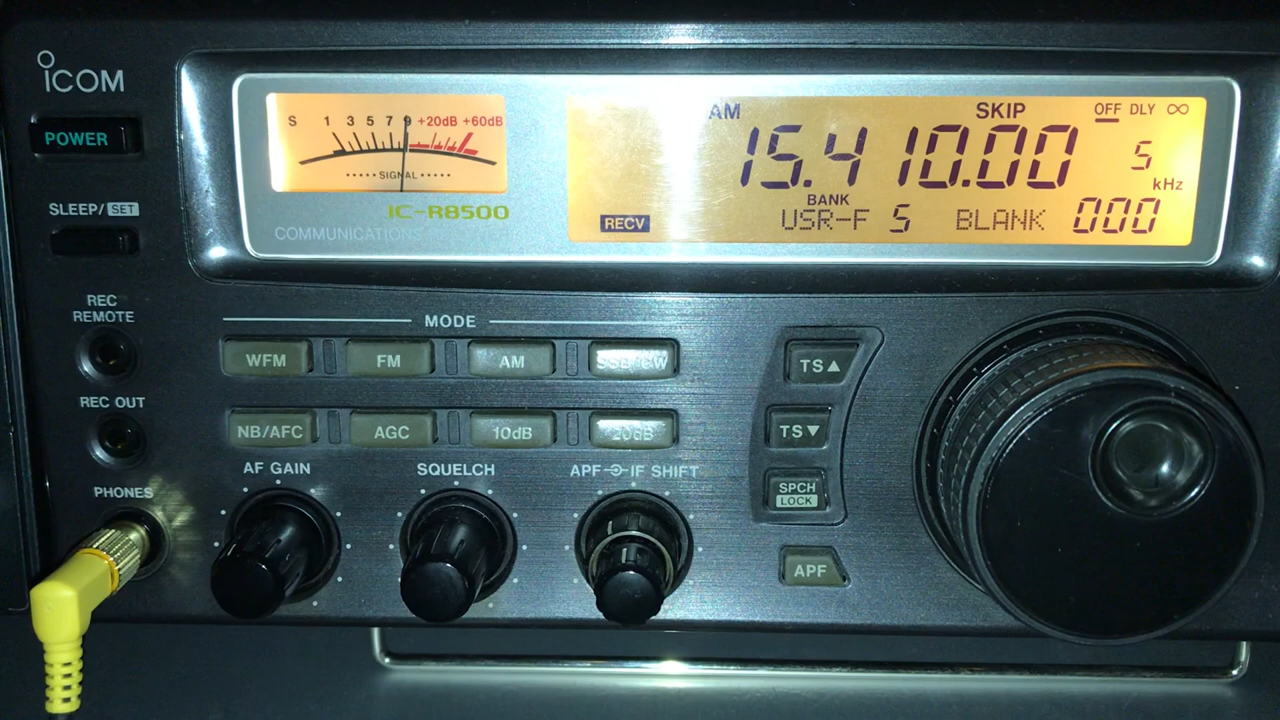 ICOM
POWER
SLEEP/SET
REC REMOTE
REC OUT
PHONES
S 1 3 5 7 9 +20dB +60dB
SIGNAL
IC-R8500
COMMUNICATION
AM SKIP OFF DLY ∞
15.410.00 5
kHz
BANK
RECV USR-F 5 BLANK 000
MODE
WFM FM AM SSB/CW
NB/AFC AGC 10dB 20dB
AF GAIN SQUELCH APF IF SHIFT
TS▲
TS▼
SPCH
LOCK
APF